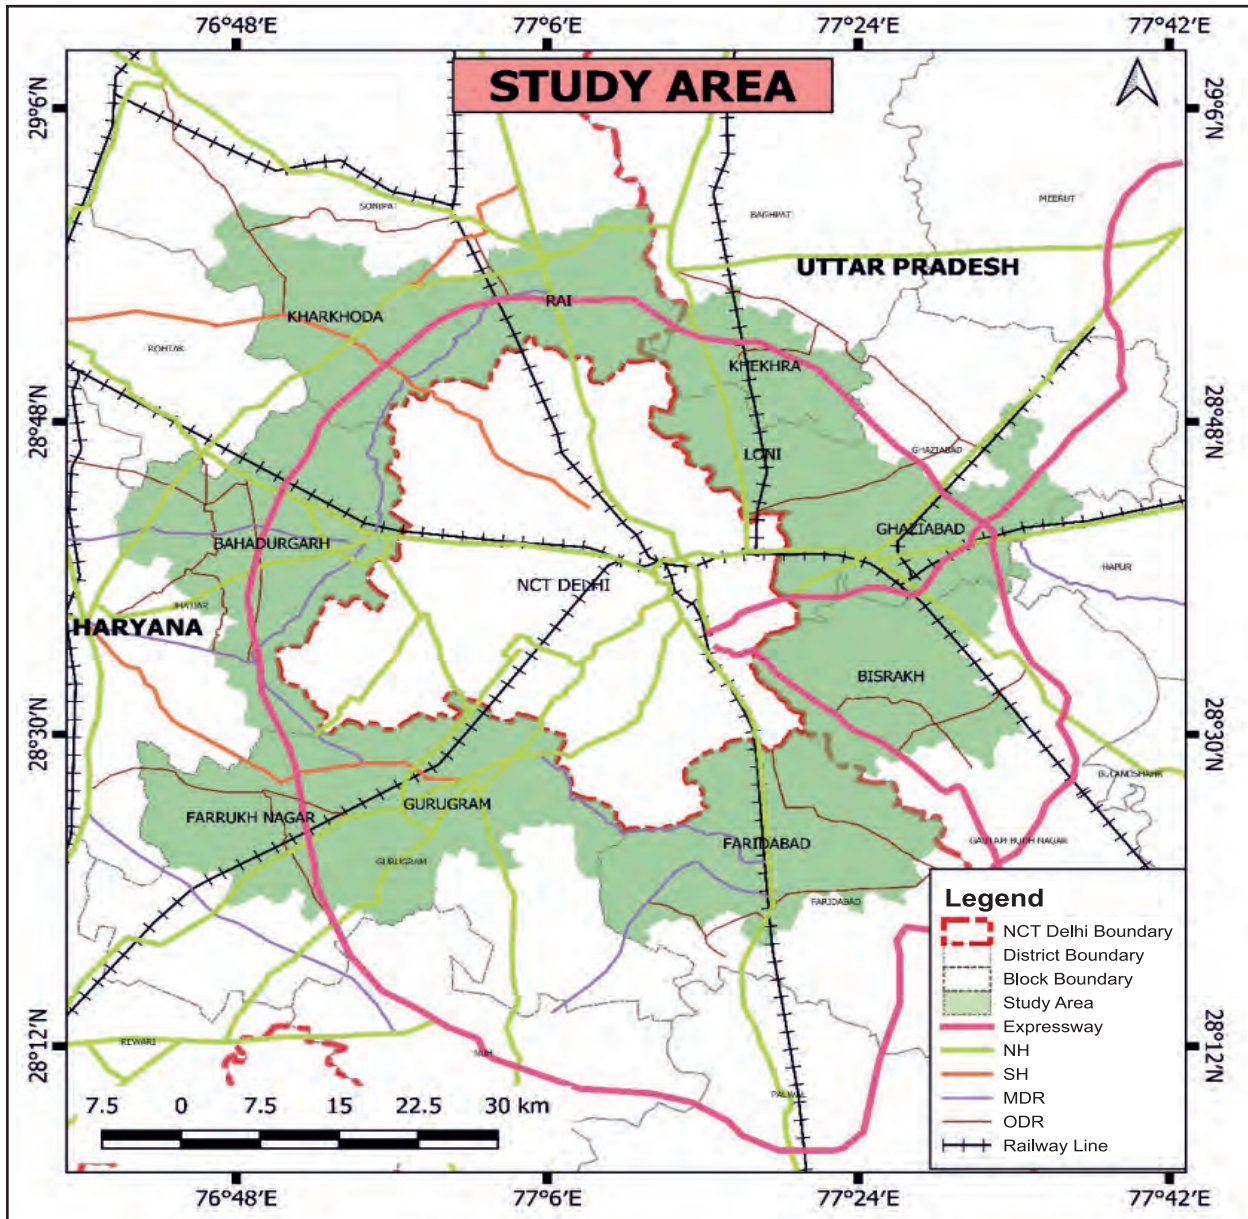 76°48'E 77°6'E 77°24'E 77°42'E
STUDY AREA
29°6'N 29°6'N
SONIPAT
BAGHPAT
MEERUT
UTTAR PRADESH
RAI
KHARKHODA
ROHTAK
KHEKHRA
28°48'N 28°48'N
LONI
GHAZIABAD
GHAZIABAD
BAHADURGARH
NCT DELHI
HAPUR
JHAJJAR
HARYANA
BISRAKH
28°30'N 28°30'N
BULANDSHAHR
GURUGRAM
FARRUKH NAGAR
FARIDABAD
GAUTAM BUDH NAGAR
GURUGRAM
FARIDABAD
Legend
NCT Delhi Boundary
District Boundary
Block Boundary
Study Area
Expressway
NH
SH
MDR
ODR
Railway Line
28°12'N 28°12'N
REWARI
NUH
PALWAL
7.5 0 7.5 15 22.5 30 km
76°48'E 77°6'E 77°24'E 77°42'E